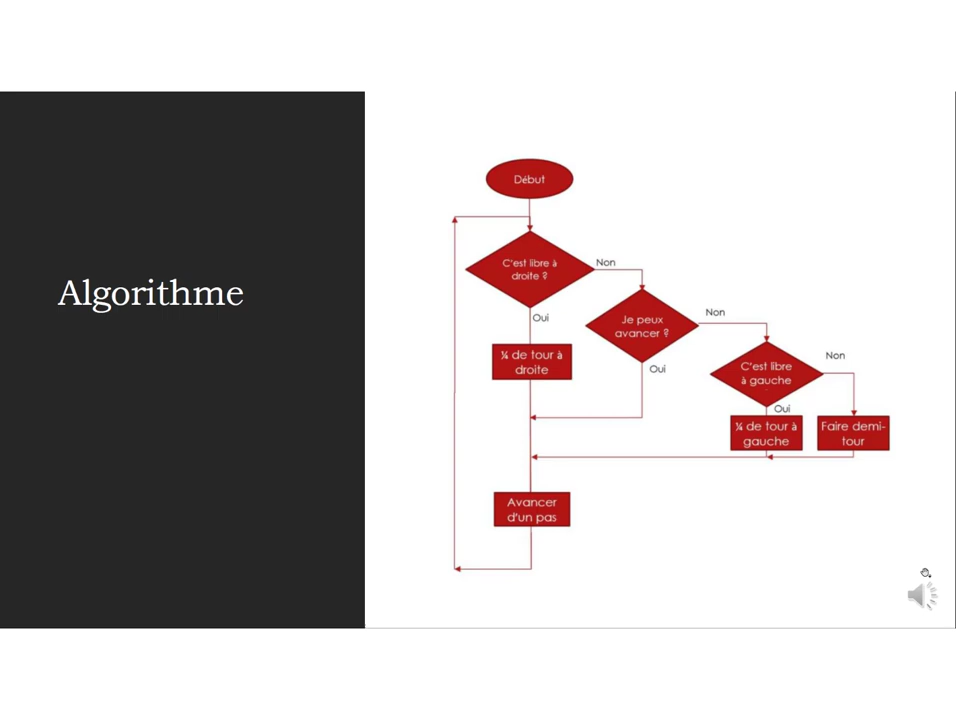 Algorithme
Début
C'est libre à
droite ?
Non
Oui
Je peux
avancer ?
Non
Oui
C'est libre
à gauche
Non
Oui
¼ de tour à
droite
¼ de tour à
gauche
Faire demi-
tour
Avancer
d'un pas